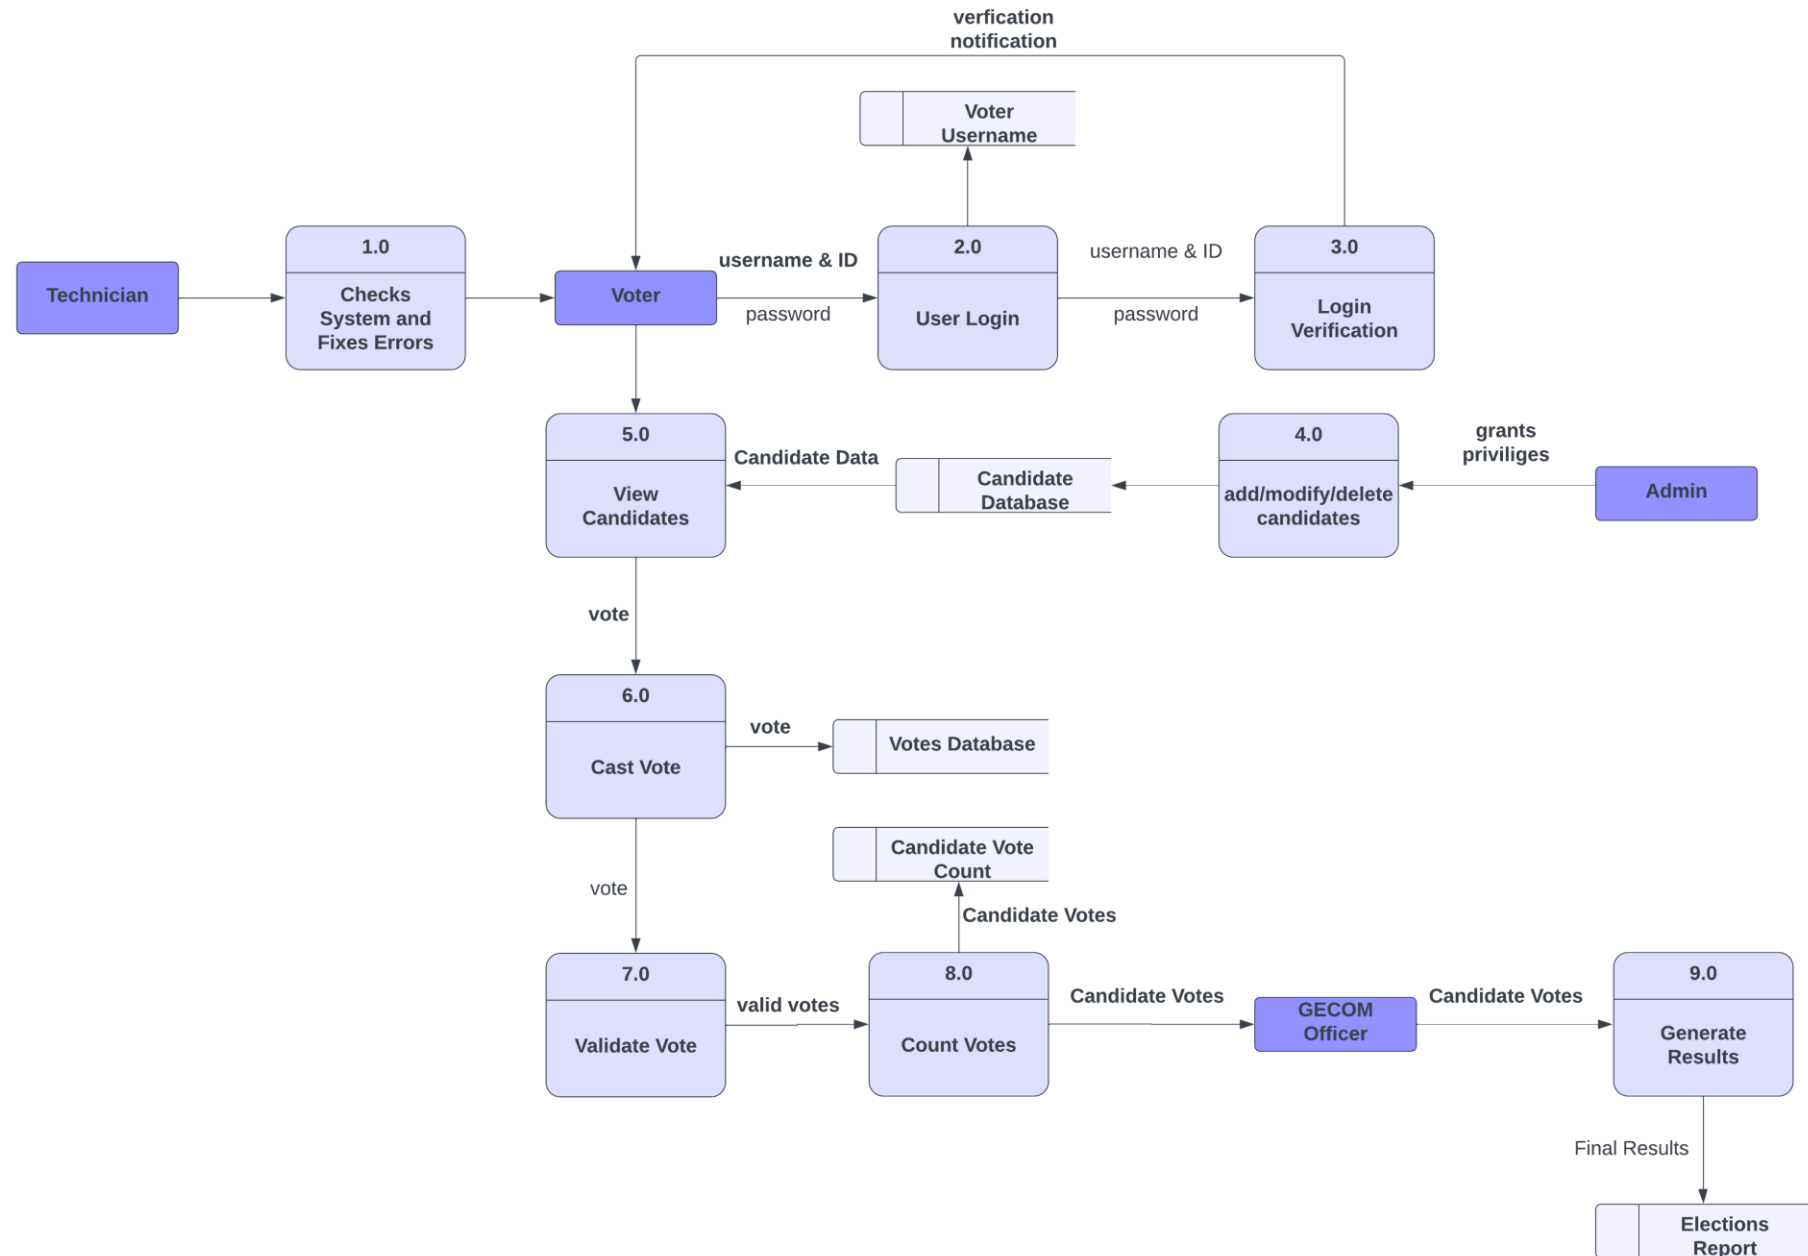 verfication
notification
Voter
Username
1.0
Checks
System and
Fixes Errors
Technician
Voter
username & ID
password
2.0
User Login
username & ID
password
3.0
Login
Verification
5.0
View
Candidates
Candidate Data
Candidate
Database
4.0
add/modify/delete
candidates
grants
priviliges
Admin
vote
6.0
Cast Vote
vote
Votes Database
Candidate Vote
Count
Candidate Votes
vote
7.0
Validate Vote
valid votes
8.0
Count Votes
Candidate Votes
GECOM
Officer
Candidate Votes
9.0
Generate
Results
Final Results
Elections
Report